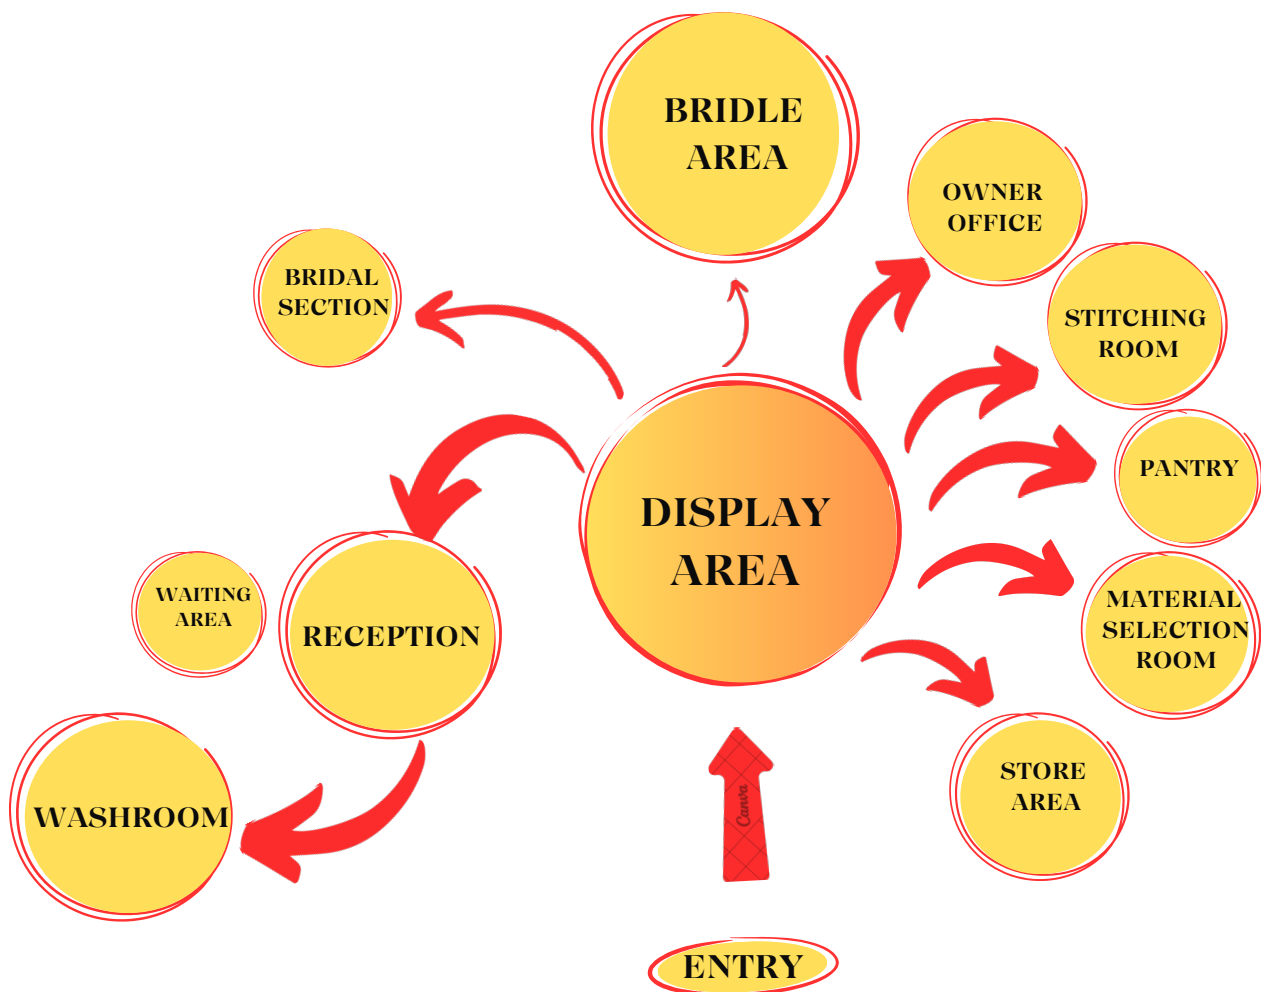 BRIDLE
AREA
OWNER
OFFICE
BRIDAL
SECTION
STITCHING
ROOM
PANTRY
DISPLAY
AREA
WAITING
AREA
RECEPTION
MATERIAL
SELECTION
ROOM
STORE
AREA
WASHROOM
Canva
ENTRY